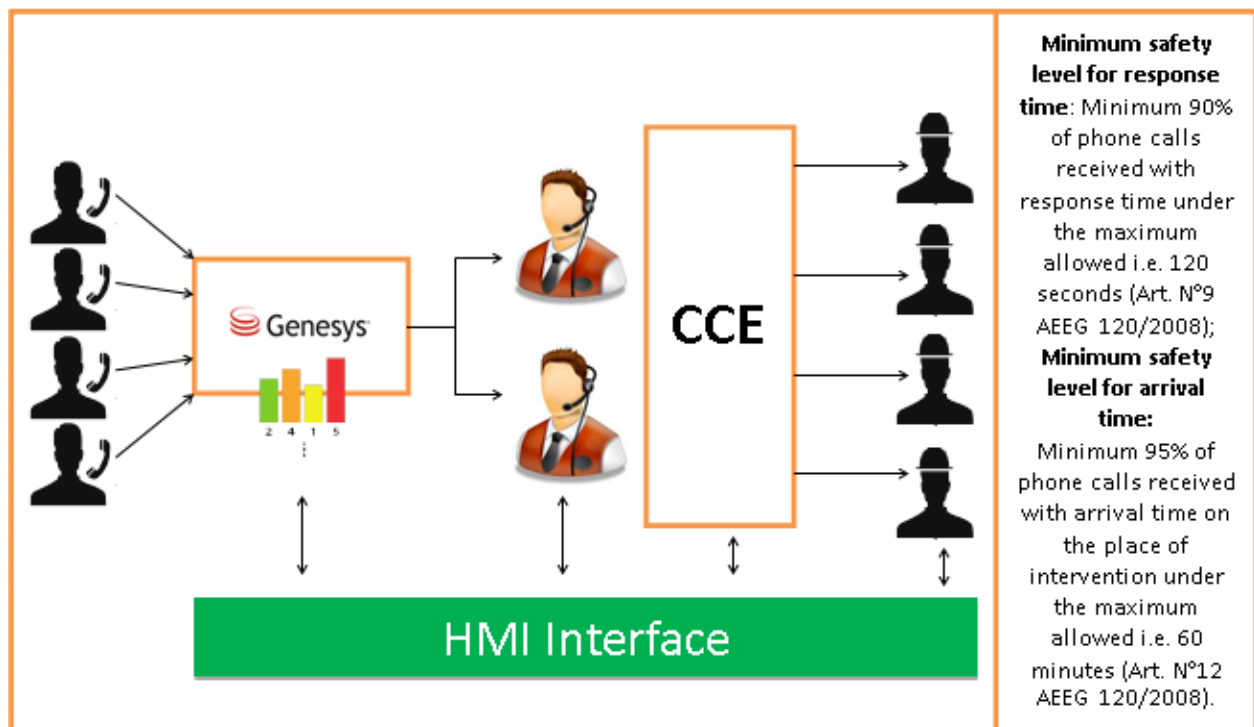 Genesys
2 4 1 5
CCE
HMI Interface
Minimum safety
level for response
time: Minimum 90%
of phone calls
received with
response time under
the maximum
allowed i.e. 120
seconds (Art. N°9
AEEG 120/2008);
Minimum safety
level for arrival
time:
Minimum 95% of
phone calls received
with arrival time on
the place of
intervention under
the maximum
allowed i.e. 60
minutes (Art. N°12
AEEG 120/2008).